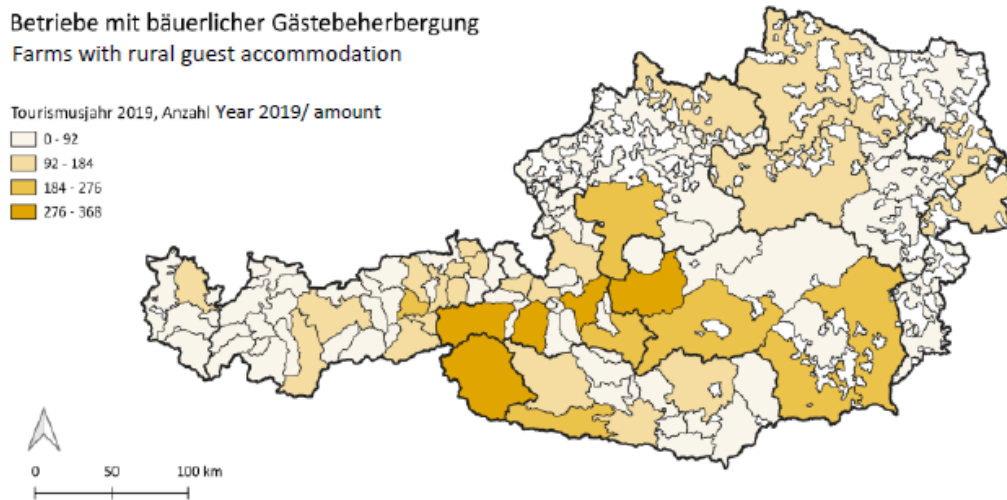 Betriebe mit bäuerlicher Gästebeherbergung
Farms with rural guest accommodation
Tourismusjahr 2019, Anzahl Year 2019/ amount
0 - 92
92 - 184
184 - 276
276 - 368
0 50 100 km